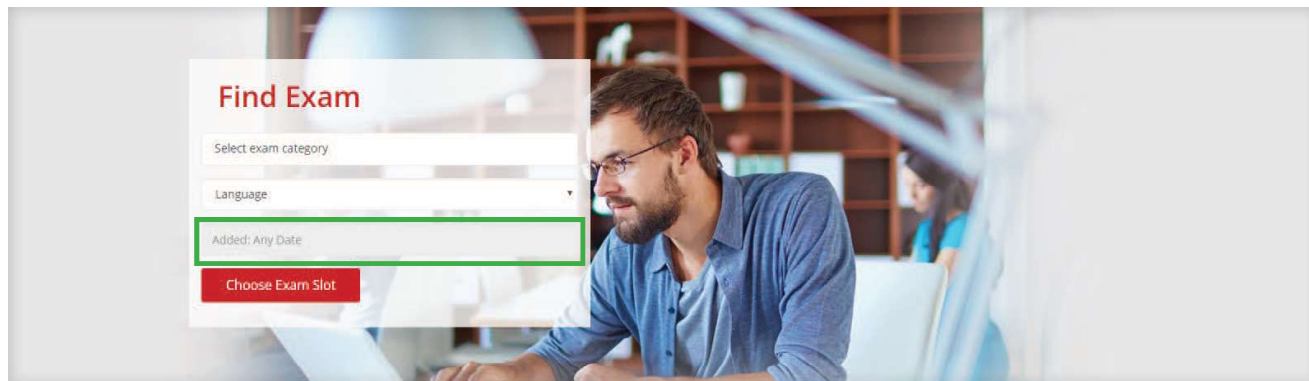 Find Exam
Select exam category
Language
Added: Any Date
Choose Exam Slot